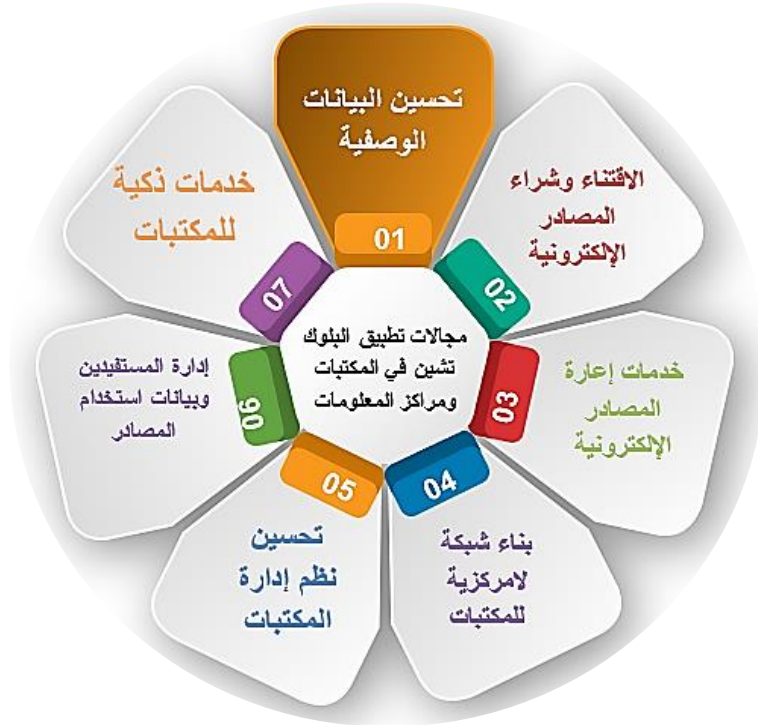 مجالات تطبيق البلوك
تشين في المكتبات
ومراكز المعلومات
01
تحسين البيانات
الوصفية
02
الاقتناء وشراء
المصادر
الإلكترونية
03
خدمات إعارة
المصادر
الإلكترونية
04
بناء شبكة
لامركزية
للمكتبات
05
تحسين
نظم إدارة
المكتبات
06
إدارة المستفيدين
وبيانات استخدام
المصادر
07
خدمات ذكية
للمكتبات